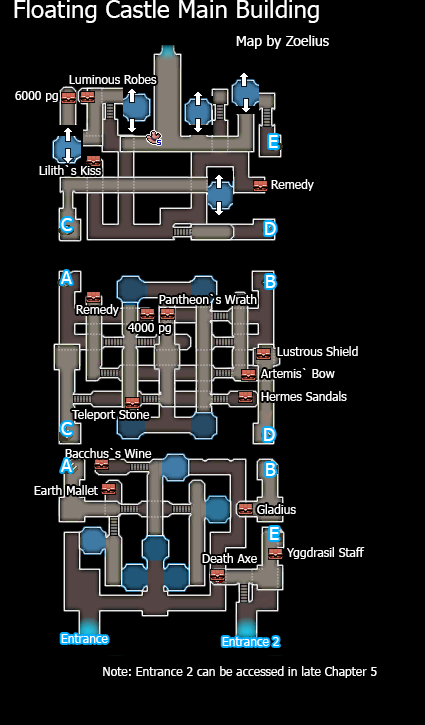 Floating Castle Main Building
Map by Zoelius
Luminous Robes
6000 pg
S
E
Lilith`s Kiss
Remedy
C
D
A
B
Remedy
Pantheon`s Wrath
4000 pg
Lustrous Shield
Artemis` Bow
Hermes Sandals
Teleport Stone
C
D
Bacchus`s Wine
A
B
Earth Mallet
Gladius
E
Death Axe
Yggdrasil Staff
Entrance
Entrance 2
Note: Entrance 2 can be accessed in late Chapter 5